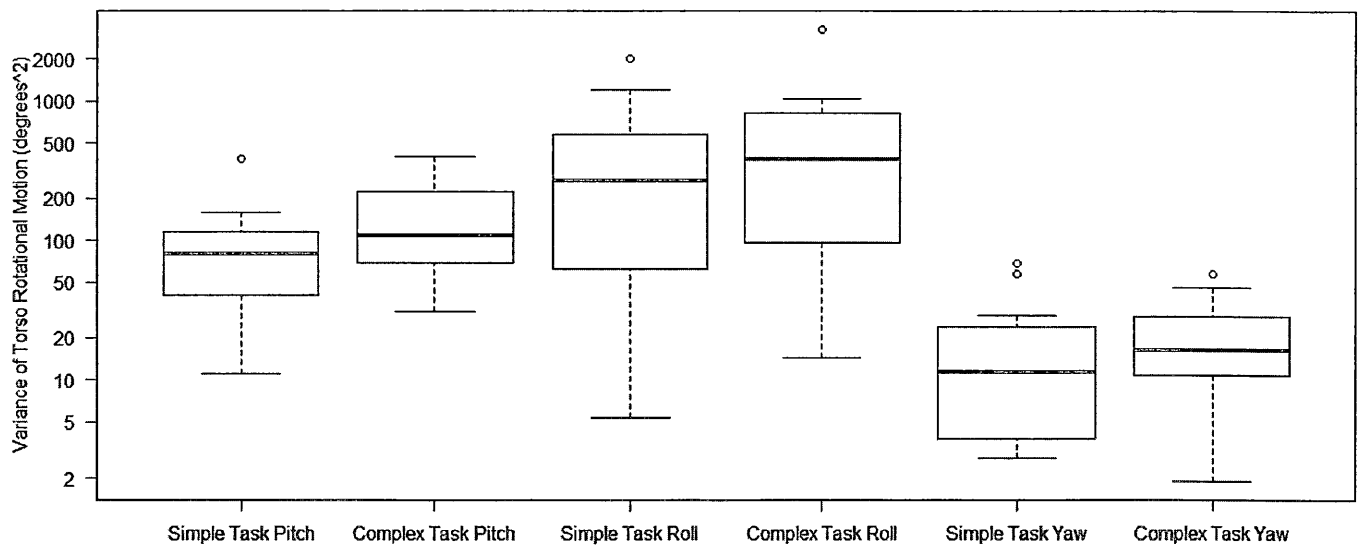 Variance of Torso Rotational Motion (degrees^2)
2000
1000
500
200
100
50
20
10
5
2
Simple Task Pitch
Complex Task Pitch
Simple Task Roll
Complex Task Roll
Simple Task Yaw
Complex Task Yaw